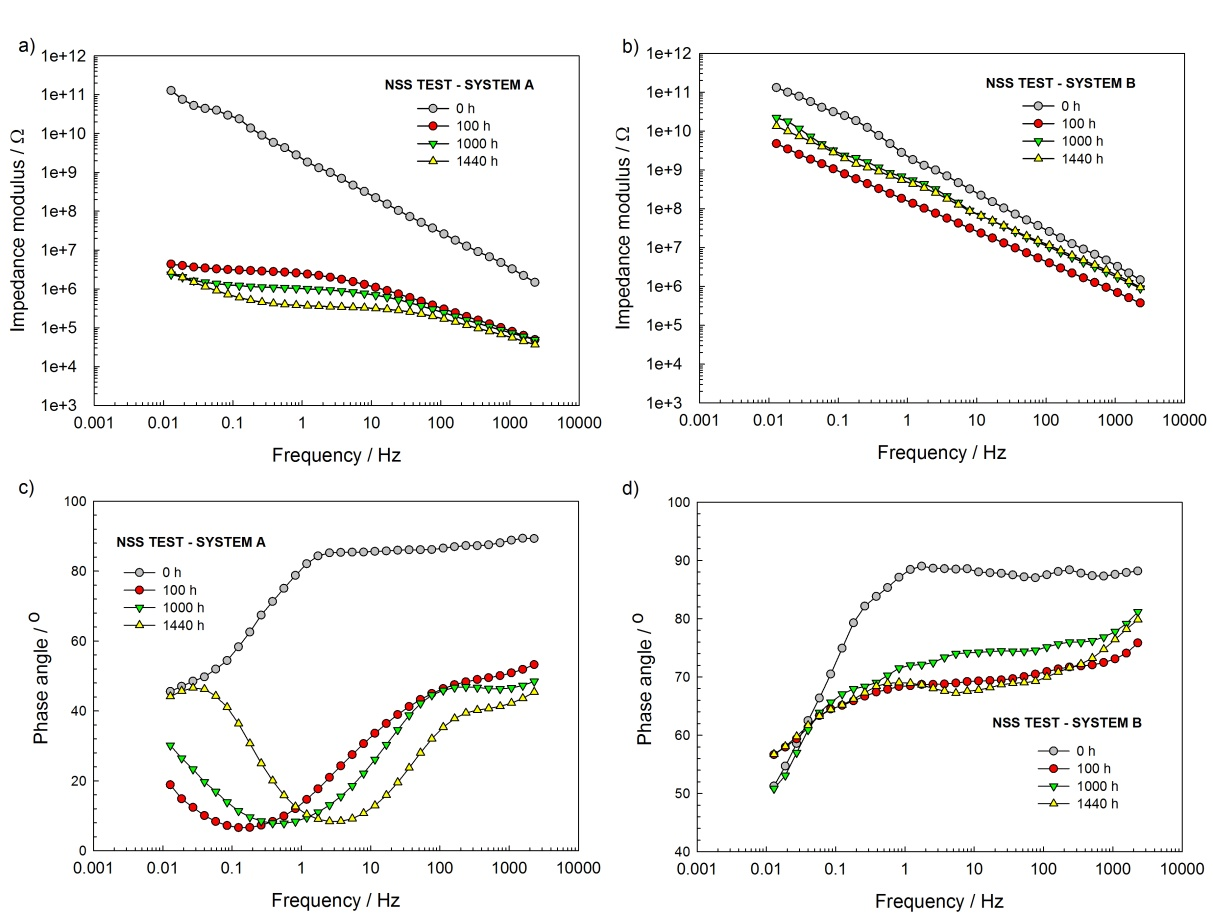 a)
NSS TEST - SYSTEM A
0 h
100 h
1000 h
1440 h
Impedance modulus / Ω
1e+12
1e+11
1e+10
1e+9
1e+8
1e+7
1e+6
1e+5
1e+4
1e+3
0.001 0.01 0.1 1 10 100 1000 10000
Frequency / Hz
b)
NSS TEST - SYSTEM B
0 h
100 h
1000 h
1440 h
Impedance modulus / Ω
1e+12
1e+11
1e+10
1e+9
1e+8
1e+7
1e+6
1e+5
1e+4
1e+3
0.001 0.01 0.1 1 10 100 1000 10000
Frequency / Hz
c)
NSS TEST - SYSTEM A
0 h
100 h
1000 h
1440 h
Phase angle / o
100
80
60
40
20
0
0.001 0.01 0.1 1 10 100 1000 10000
Frequency / Hz
d)
NSS TEST - SYSTEM B
0 h
100 h
1000 h
1440 h
Phase angle / o
100
90
80
70
60
50
40
0.001 0.01 0.1 1 10 100 1000 10000
Frequency / Hz